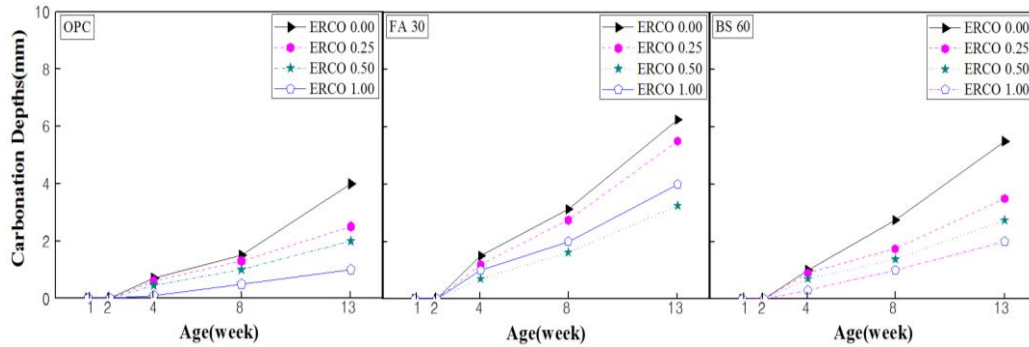 Carbonation Depths(mm)
10
8
6
4
2
0
OPC
ERCO 0.00
ERCO 0.25
ERCO 0.50
ERCO 1.00
1 2 4 8 13
Age(week)
FA 30
ERCO 0.00
ERCO 0.25
ERCO 0.50
ERCO 1.00
1 2 4 8 13
Age(week)
BS 60
ERCO 0.00
ERCO 0.25
ERCO 0.50
ERCO 1.00
1 2 4 8 13
Age(week)